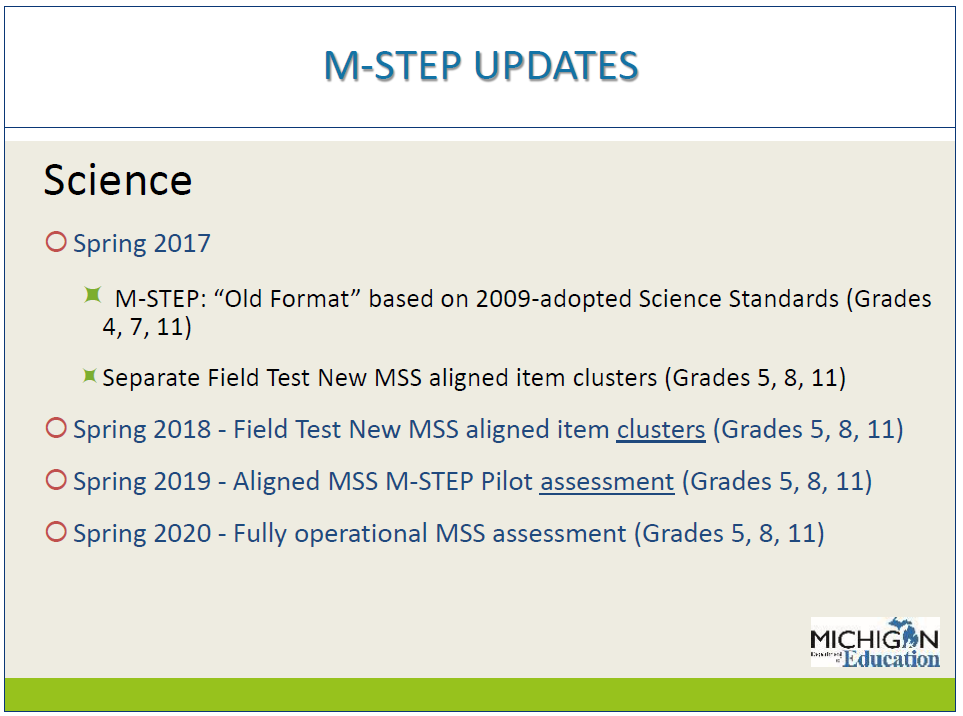 M-STEP UPDATES
Science
Spring 2017
M-STEP: “Old Format” based on 2009-adopted Science Standards (Grades
4, 7, 11)
Separate Field Test New MSS aligned item clusters (Grades 5, 8, 11)
Spring 2018 - Field Test New MSS aligned item clusters (Grades 5, 8, 11)
Spring 2019 - Aligned MSS M-STEP Pilot assessment (Grades 5, 8, 11)
Spring 2020 - Fully operational MSS assessment (Grades 5, 8, 11)
MICHIGAN
Department
of Education